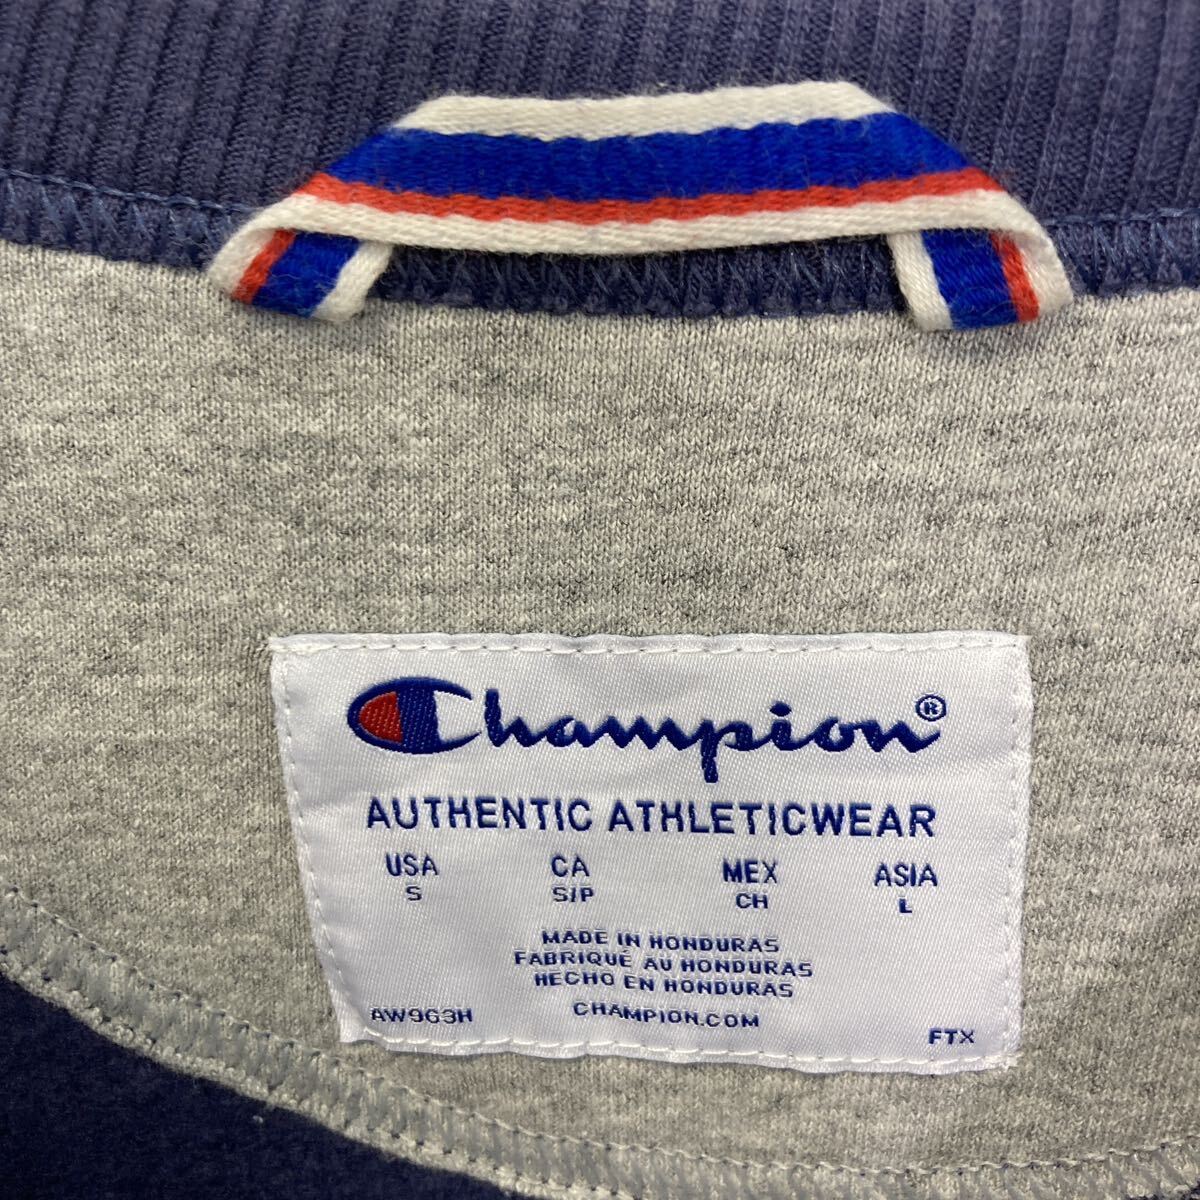 Champion®
AUTHENTIC ATHLETICWEAR
USA CA MEX ASIA
S S/P CH L
MADE IN HONDURAS
FABRIQUÉ AU HONDURAS
HECHO EN HONDURAS
AW963H CHAMPION.COM FTX